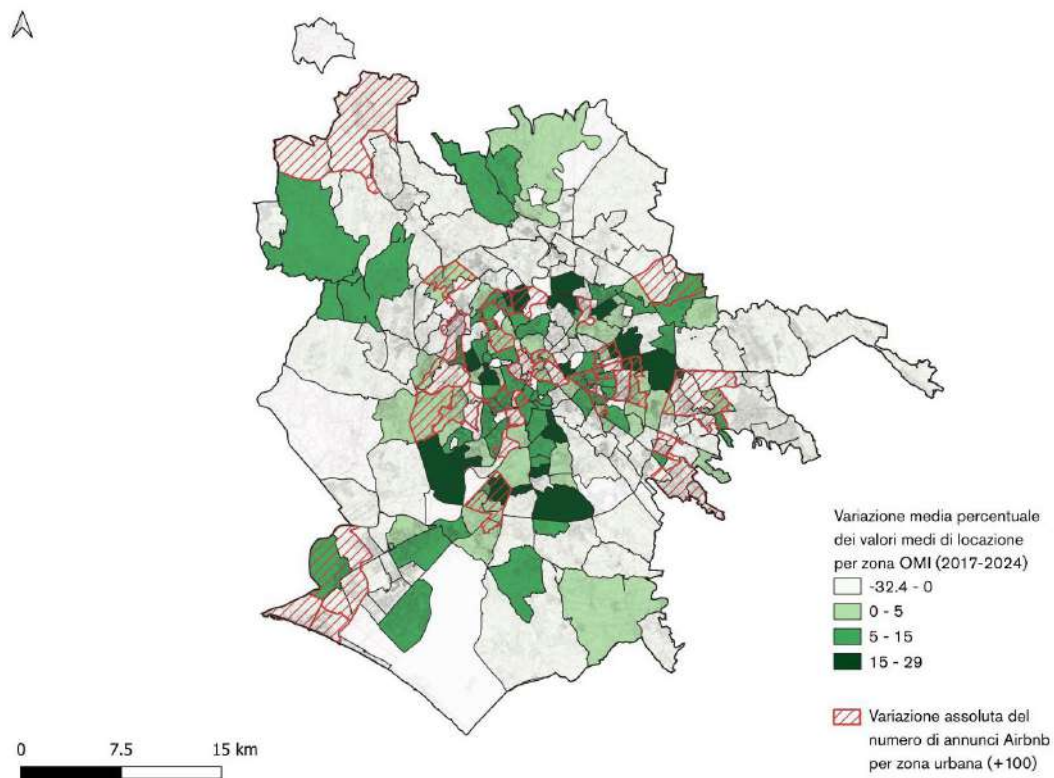 Variazione media percentuale
dei valori medi di locazione
per zona OMI (2017-2024)
-32.4 - 0
0 - 5
5 - 15
15 - 29
Variazione assoluta del
numero di annunci Airbnb
per zona urbana (+100)
0 7.5 15 km